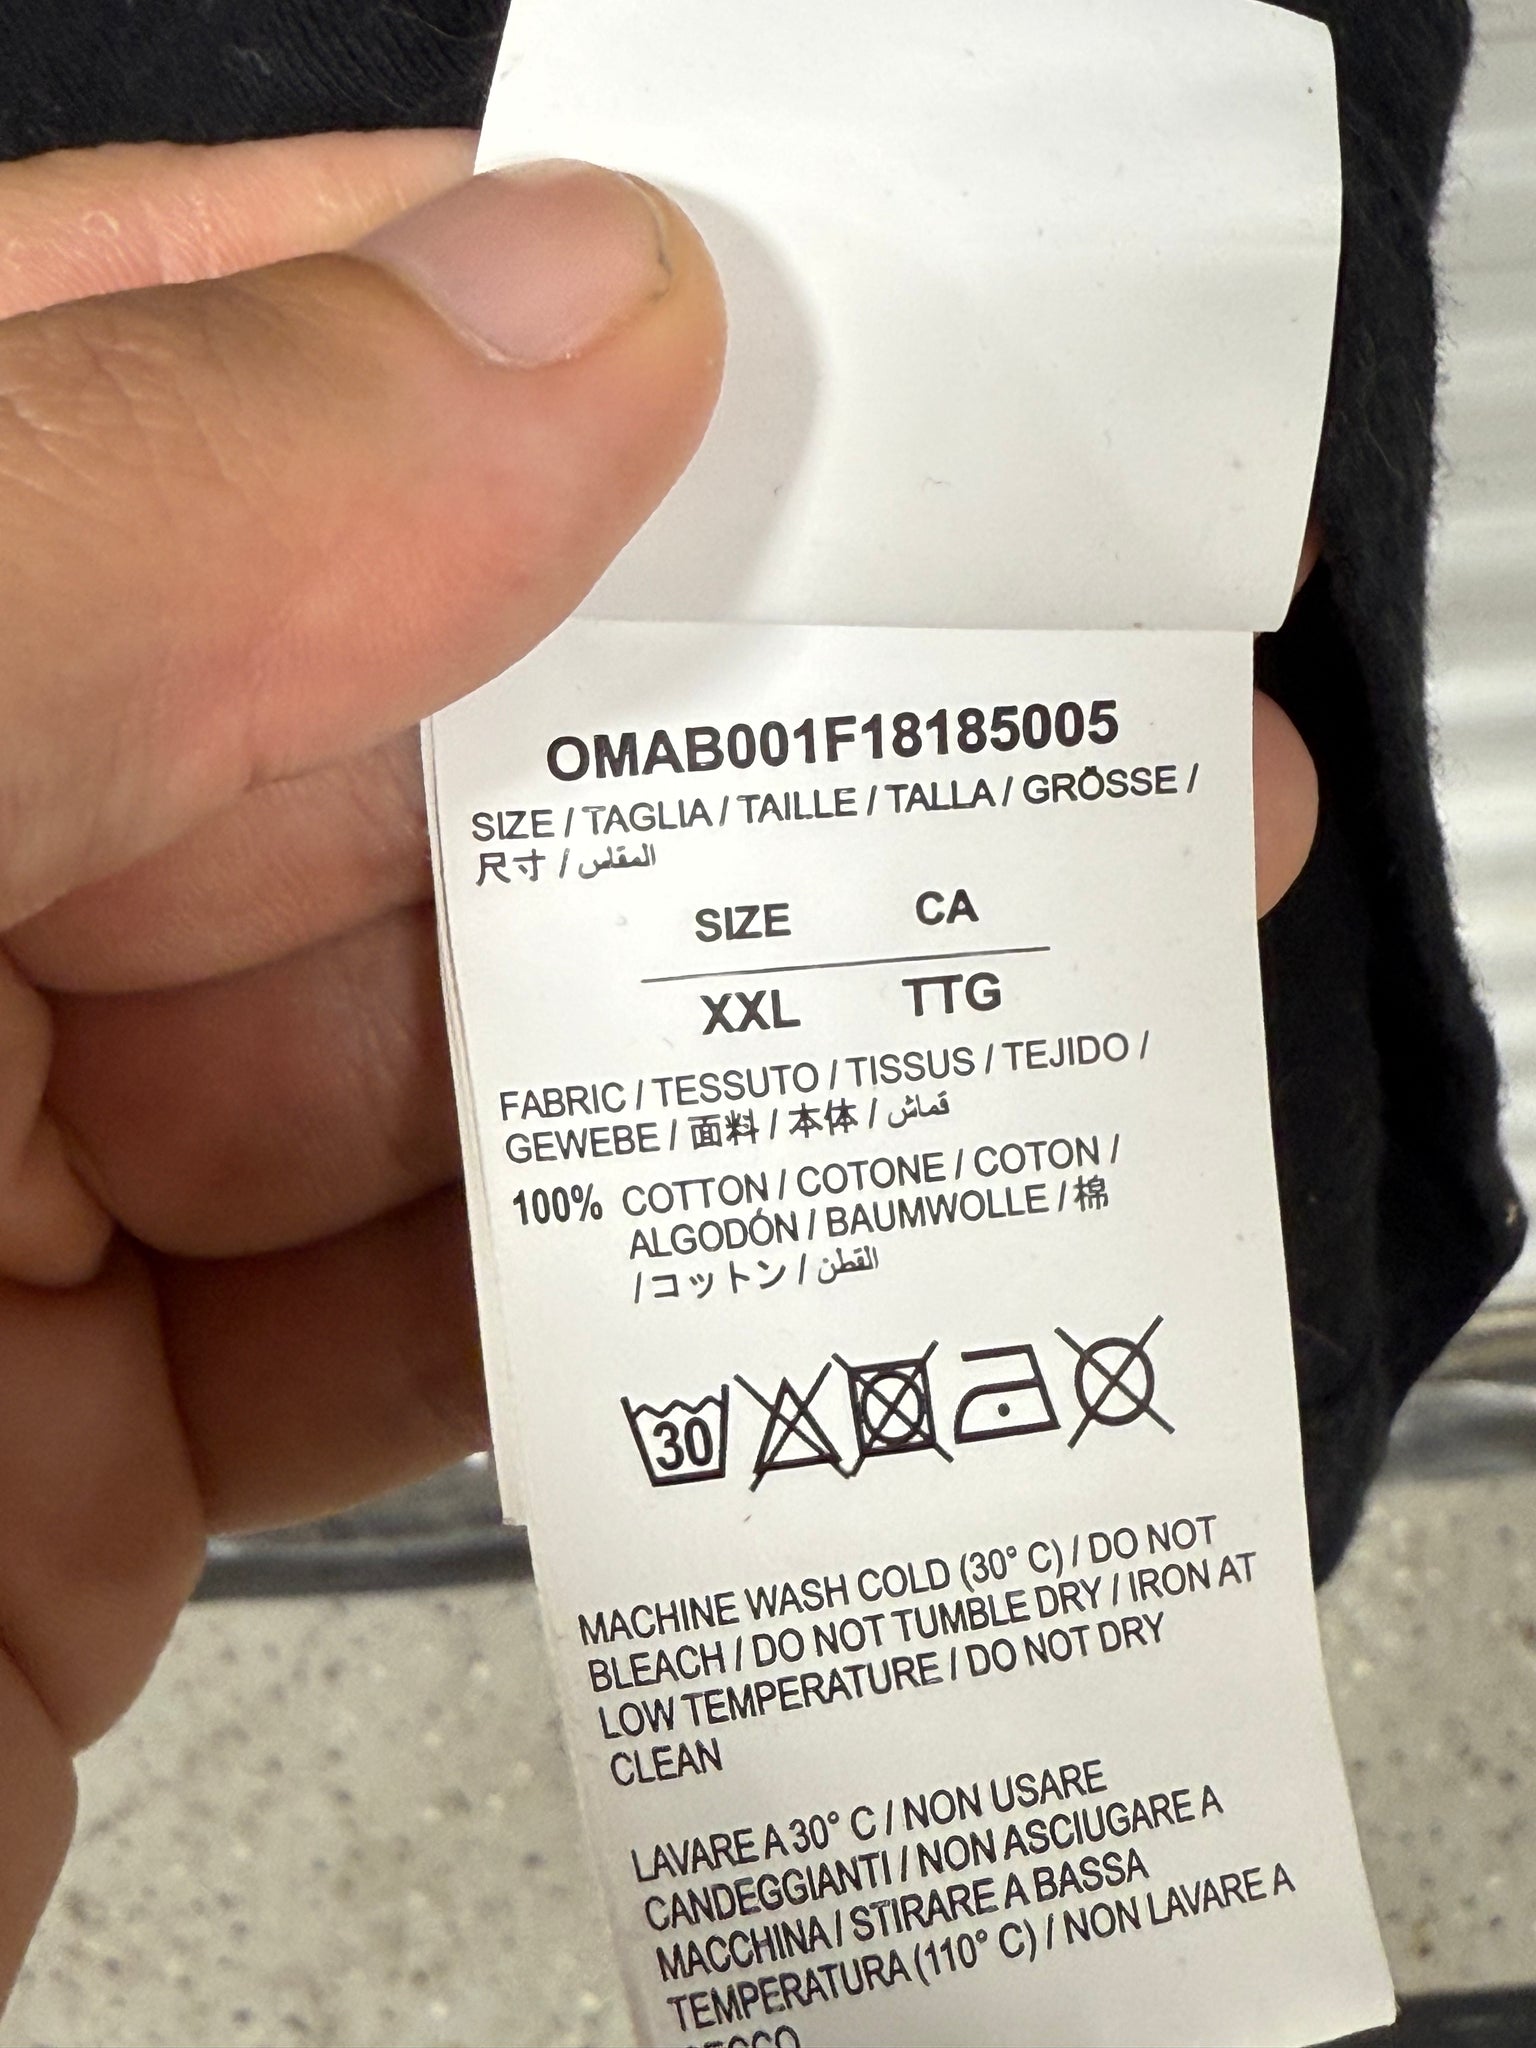 OMAB001F18185005
SIZE / TAGLIA / TAILLE / TALLA / GRÖSSE /
尺寸 / المقاس
SIZE CA
XXL TTG
FABRIC / TESSUTO / TISSUS / TEJIDO /
GEWEBE / 面料 / 本体 / قماش
100% COTTON / COTONE / COTON /
ALGODÓN / BAUMWOLLE / 棉
/ コットン / القطن
30
MACHINE WASH COLD (30° C) / DO NOT
BLEACH / DO NOT TUMBLE DRY / IRON AT
LOW TEMPERATURE / DO NOT DRY
CLEAN
LAVARE A 30° C / NON USARE
CANDEGGIANTI / NON ASCIUGARE A
MACCHINA / STIRARE A BASSA
TEMPERATURA (110° C) / NON LAVARE A